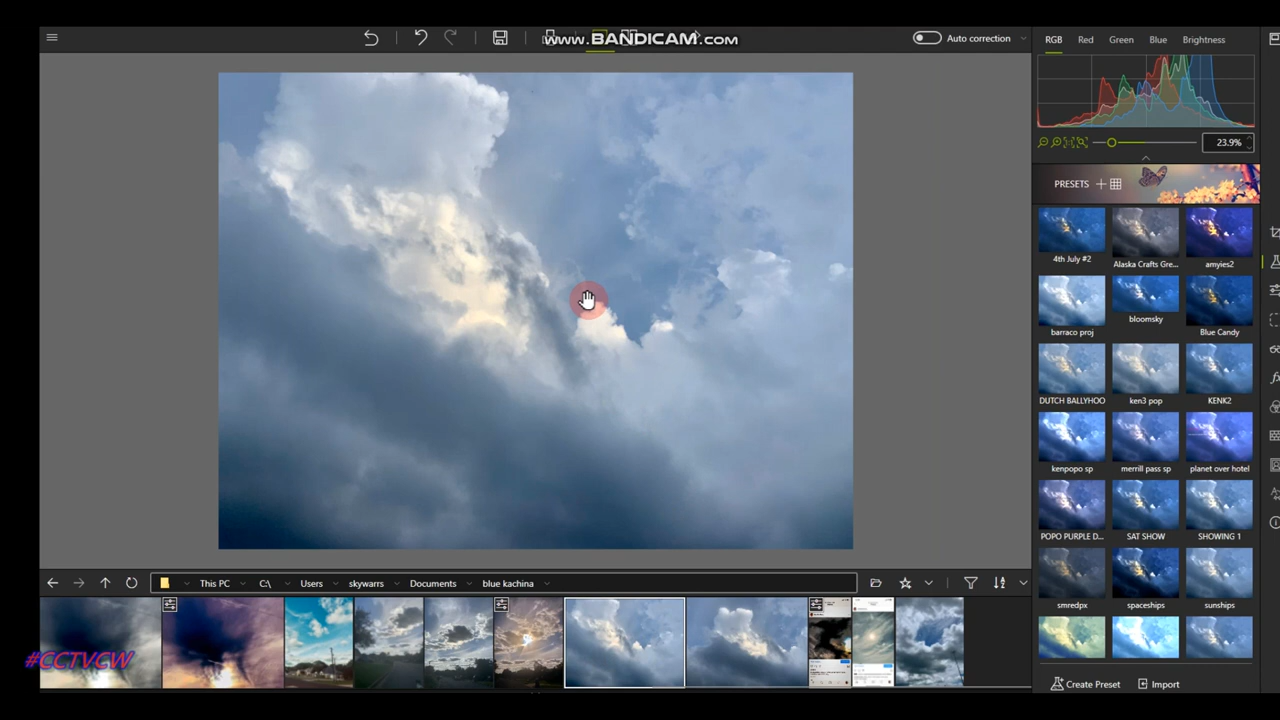 www.BANDICAM.com
Auto correction
RGB Red Green Blue Brightness
23.9%
PRESETS
4th July #2
Alaska Crafts Gre...
amyies2
barraco proj
bloomsky
Blue Candy
DUTCH BALLYHOO
ken3 pop
KENK2
kenpopo sp
merrill pass sp
planet over hotel
POPO PURPLE D...
SAT SHOW
SHOWING 1
smredpx
spaceships
sunships
This PC C:\ Users skywarrs Documents blue kachina
#CCTVCW
Create Preset Import